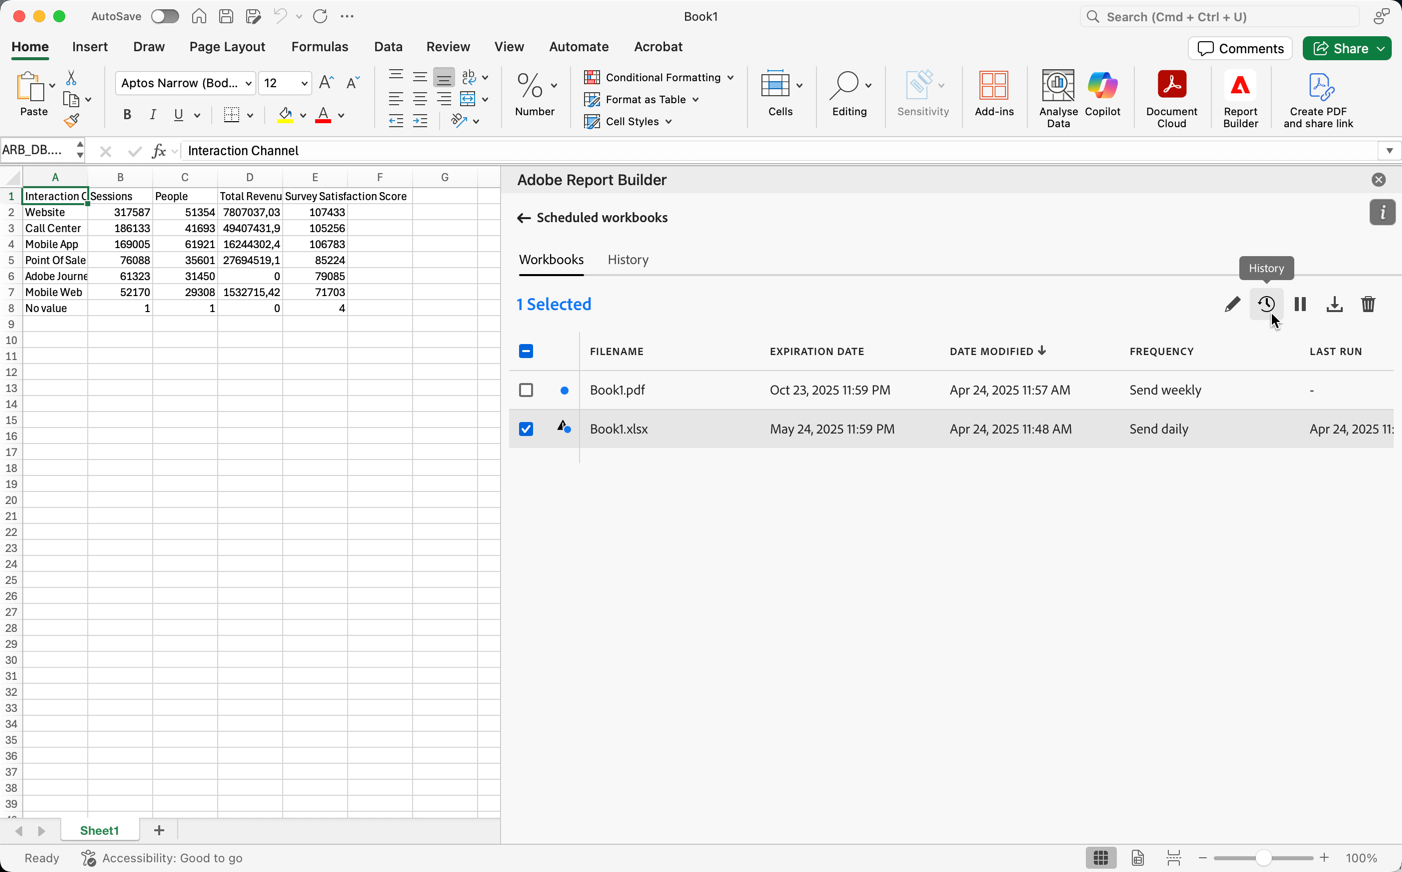 AutoSave
Book1
Search (Cmd + Ctrl + U)
Home Insert Draw Page Layout Formulas Data Review View Automate Acrobat
Comments Share
Paste
Aptos Narrow (Bod... 12
B I U
A A
ab
Number
Conditional Formatting
Format as Table
Cell Styles
Cells
Editing
Sensitivity
Add-ins
Analyse Data
Copilot
Document Cloud
Report Builder
Create PDF and share link
ARB_DB.... fx Interaction Channel
A B C D E F G
1 Interaction C Sessions People Total Revenu Survey Satisfaction Score
2 Website 317587 51354 7807037,03 107433
3 Call Center 186133 41693 49407431,9 105256
4 Mobile App 169005 61921 16244302,4 106783
5 Point Of Sale 76088 35601 27694519,1 85224
6 Adobe Journe 61323 31450 0 79085
7 Mobile Web 52170 29308 1532715,42 71703
8 No value 1 1 0 4
9
10
11
12
13
14
15
16
17
18
19
20
21
22
23
24
25
26
27
28
29
30
31
32
33
34
35
36
37
38
39
Adobe Report Builder
Scheduled workbooks
i
Workbooks History
History
1 Selected
FILENAME EXPIRATION DATE DATE MODIFIED FREQUENCY LAST RUN
Book1.pdf Oct 23, 2025 11:59 PM Apr 24, 2025 11:57 AM Send weekly -
Book1.xlsx May 24, 2025 11:59 PM Apr 24, 2025 11:48 AM Send daily Apr 24, 2025 11:
Sheet1
Ready Accessibility: Good to go
100%